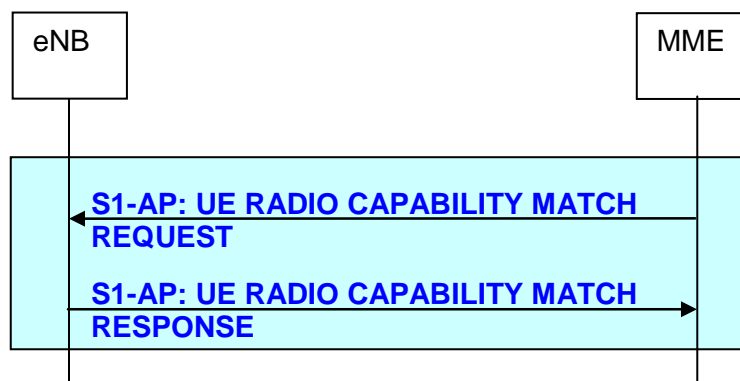 eNB
MME
S1-AP: UE RADIO CAPABILITY MATCH
REQUEST
S1-AP: UE RADIO CAPABILITY MATCH
RESPONSE